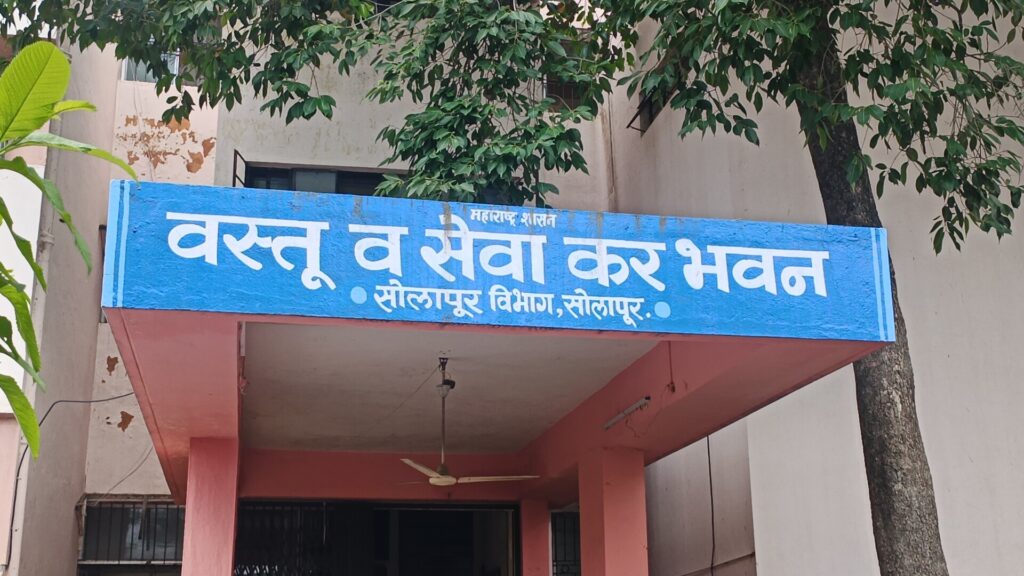 महाराष्ट्र शासन
वस्तू व सेवा कर भवन
सोलापूर विभाग, सोलापूर.